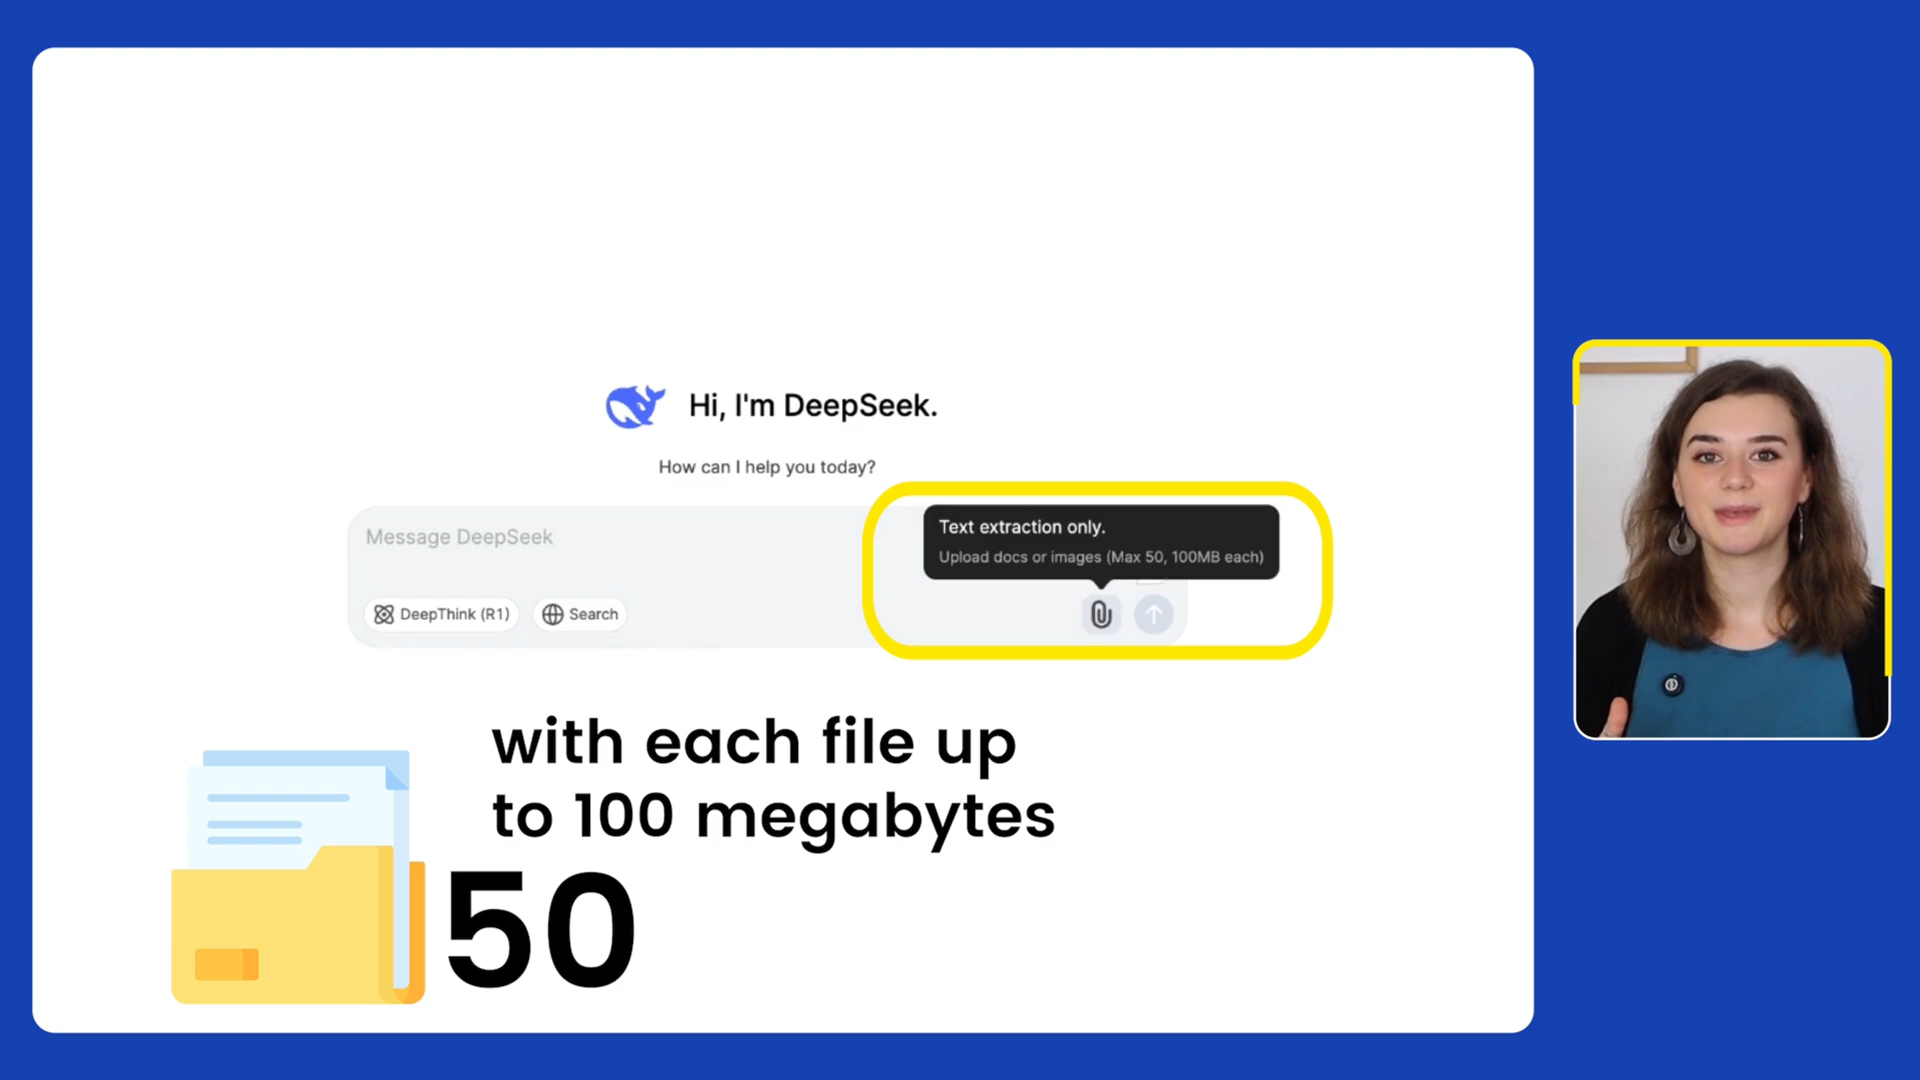 Hi, I'm DeepSeek.
How can I help you today?
Message DeepSeek
Text extraction only.
Upload docs or images (Max 50, 100MB each)
DeepThink (R1)
Search
with each file up
to 100 megabytes
50